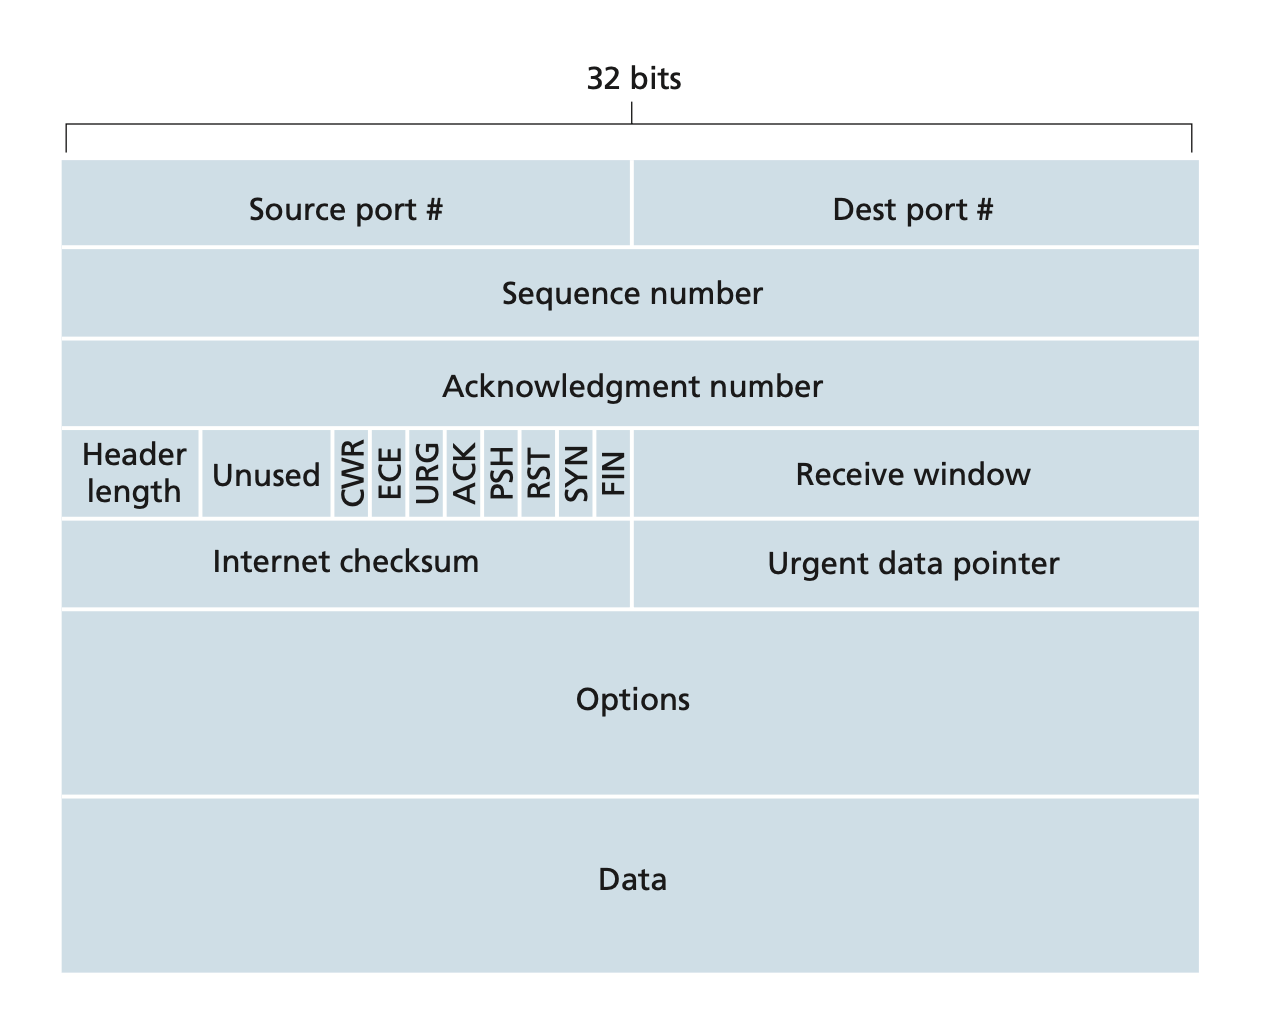 32 bits
Source port #
Dest port #
Sequence number
Acknowledgment number
Header
length
Unused
CWR
ECE
URG
ACK
PSH
RST
SYN
FIN
Receive window
Internet checksum
Urgent data pointer
Options
Data